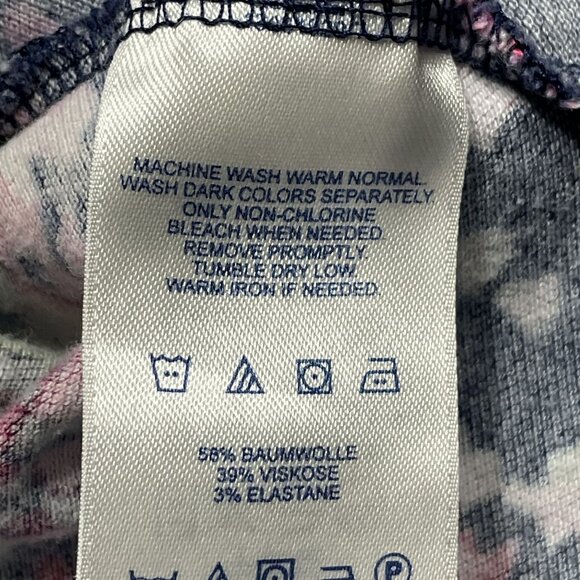 MACHINE WASH WARM NORMAL.
WASH DARK COLORS SEPARATELY.
ONLY NON-CHLORINE
BLEACH WHEN NEEDED.
REMOVE PROMPTLY.
TUMBLE DRY LOW.
WARM IRON IF NEEDED.
58% BAUMWOLLE
39% VISKOSE
3% ELASTANE
P